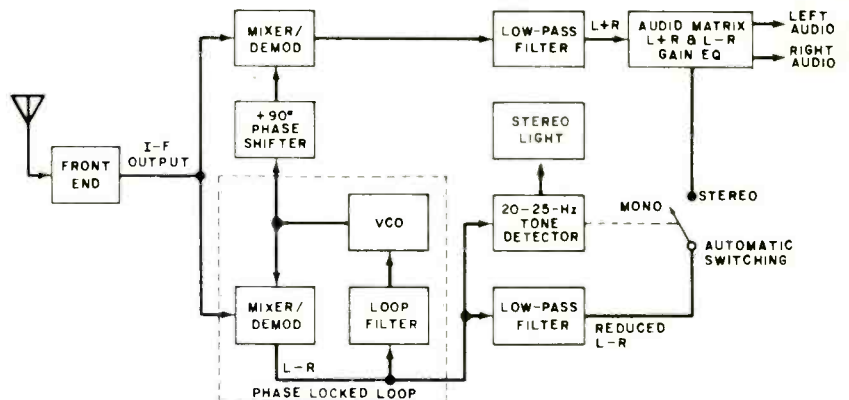 MIXER/
DEMOD
LOW-PASS
FILTER
L+R
AUDIO MATRIX
L+R & L-R
GAIN EQ
LEFT
AUDIO
RIGHT
AUDIO
+90°
PHASE
SHIFTER
STEREO
LIGHT
I-F
OUTPUT
FRONT
END
VCO
20-25-Hz
TONE
DETECTOR
MONO
STEREO
AUTOMATIC
SWITCHING
MIXER/
DEMOD
LOOP
FILTER
LOW-PASS
FILTER
REDUCED
L-R
L-R
PHASE LOCKED LOOP